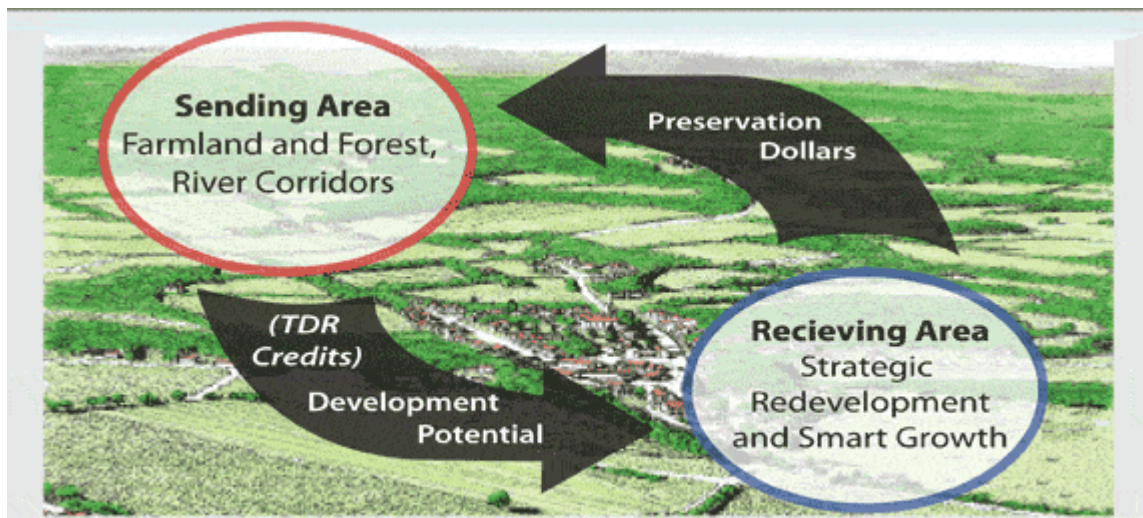 Sending Area
Farmland and Forest,
River Corridors
Preservation
Dollars
(TDR
Credits)
Development
Potential
Recieving Area
Strategic
Redevelopment
and Smart Growth